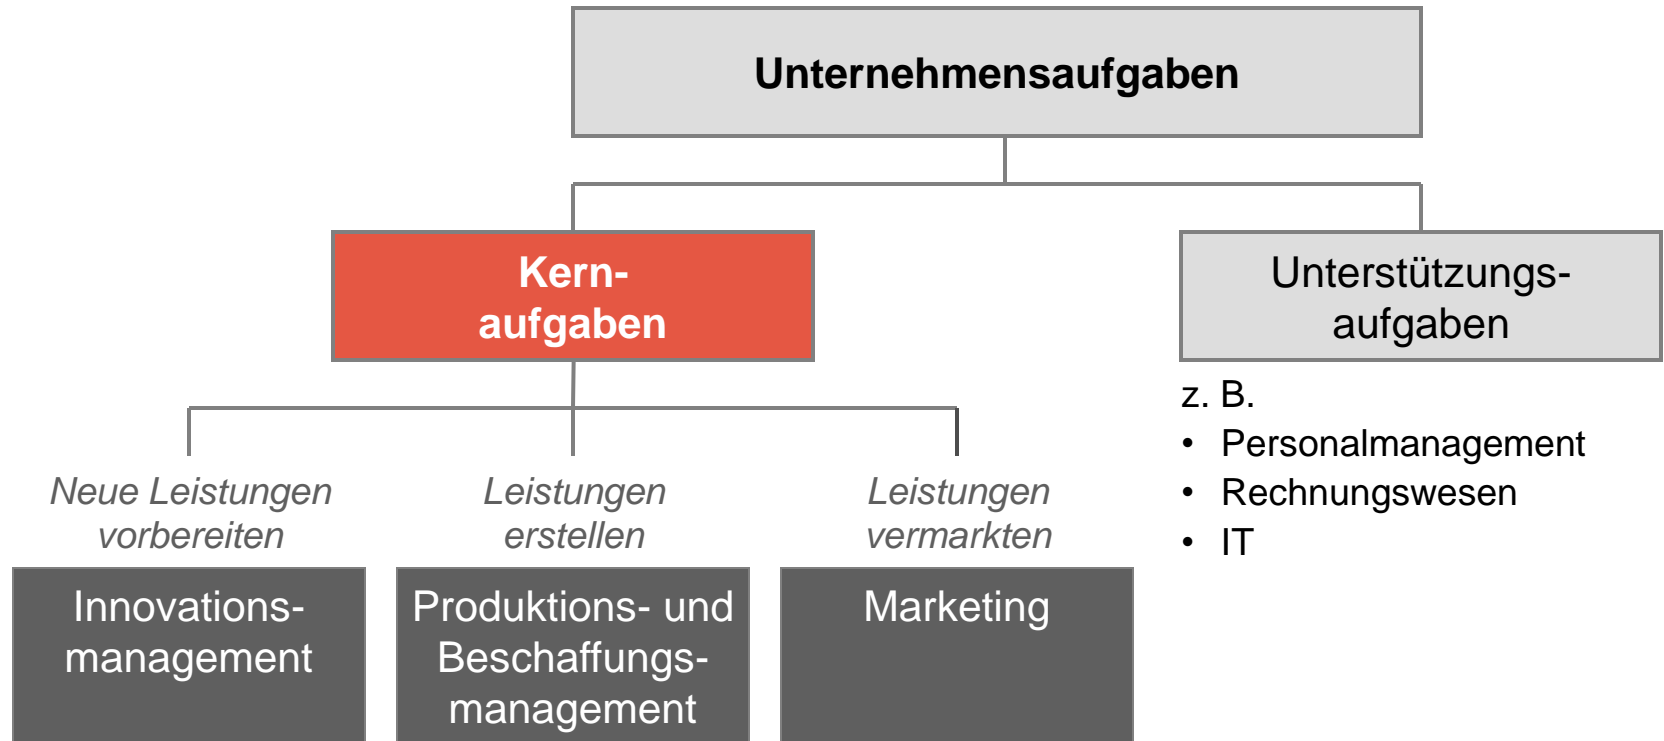 Unternehmensaufgaben
Kern-
aufgaben
Unterstützungs-
aufgaben
z. B.
• Personalmanagement
• Rechnungswesen
• IT
Neue Leistungen
vorbereiten
Innovations-
management
Leistungen
erstellen
Produktions- und
Beschaffungs-
management
Leistungen
vermarkten
Marketing